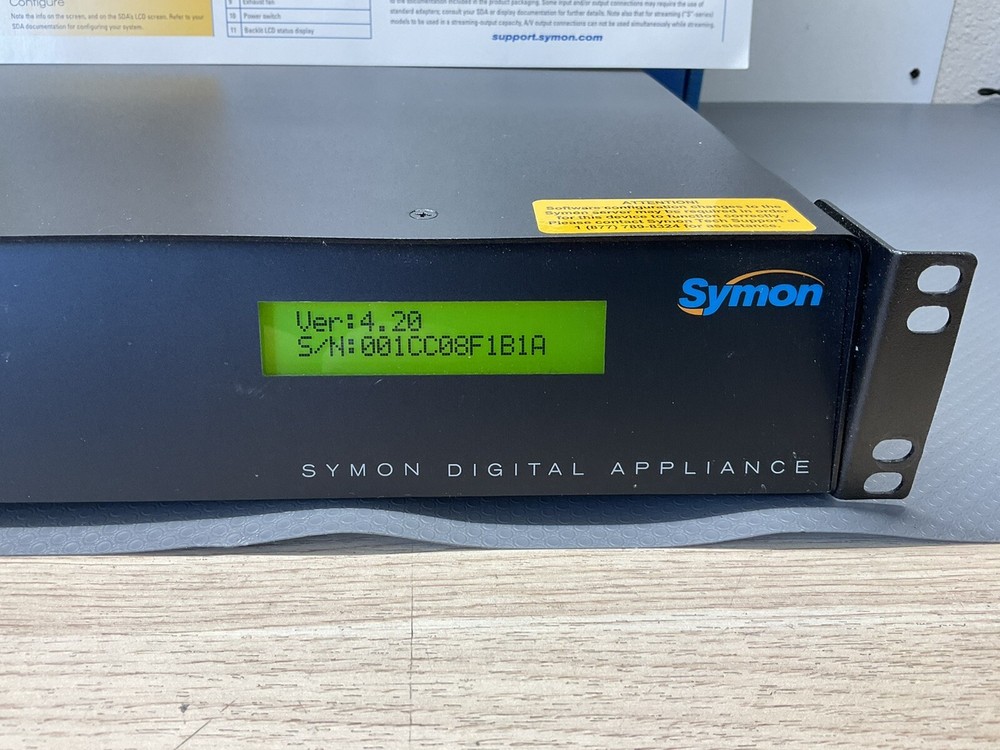 Configure
Note the info on the screen, and on the SDA's LCD screen. Refer to your
SDA documentation for configuring your system.
9 Exhaust fan
10 Power switch
11 Backlit LCD status display
to the documentation included in the product packaging. Some input and/or output connections may require the use of
standard adapters; consult your SDA or display documentation for further details. Note also that for streaming ("S"-series)
models to be used in a streaming-output capacity, A/V output connections can not be used simultaneously while streaming.
support.symon.com
ATTENTION!
Software configuration changes to the
Symon server may be required in order
for this device to function correctly.
Please contact Symon Tech Support at
1 (877) 789-8324 for assistance.
Symon
Ver:4.20
S/N:001CC08F1B1A
SYMON DIGITAL APPLIANCE